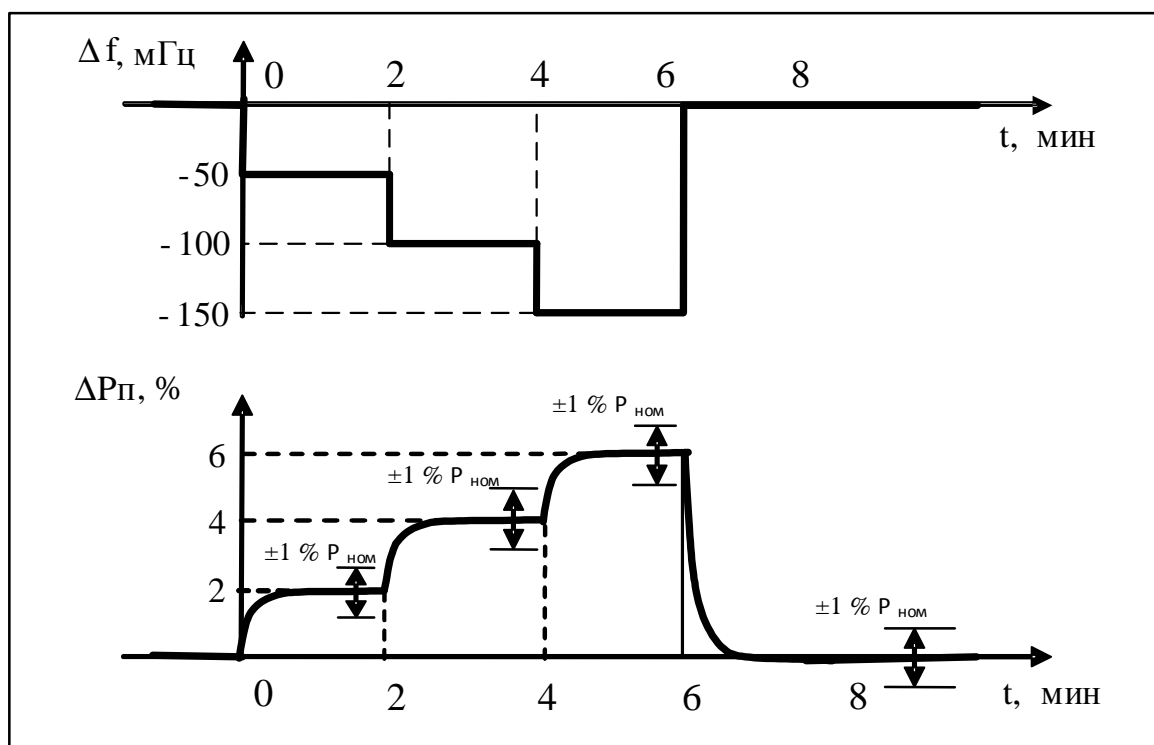 Δ f, мГц
0 2 4 6 8
t, мин
-50
- 100
- 150
ΔPп, %
±1 % Р ном
6
±1 % Р ном
4
±1 % Р ном
2
±1 % Р ном
0 2 4 6 8
t, мин